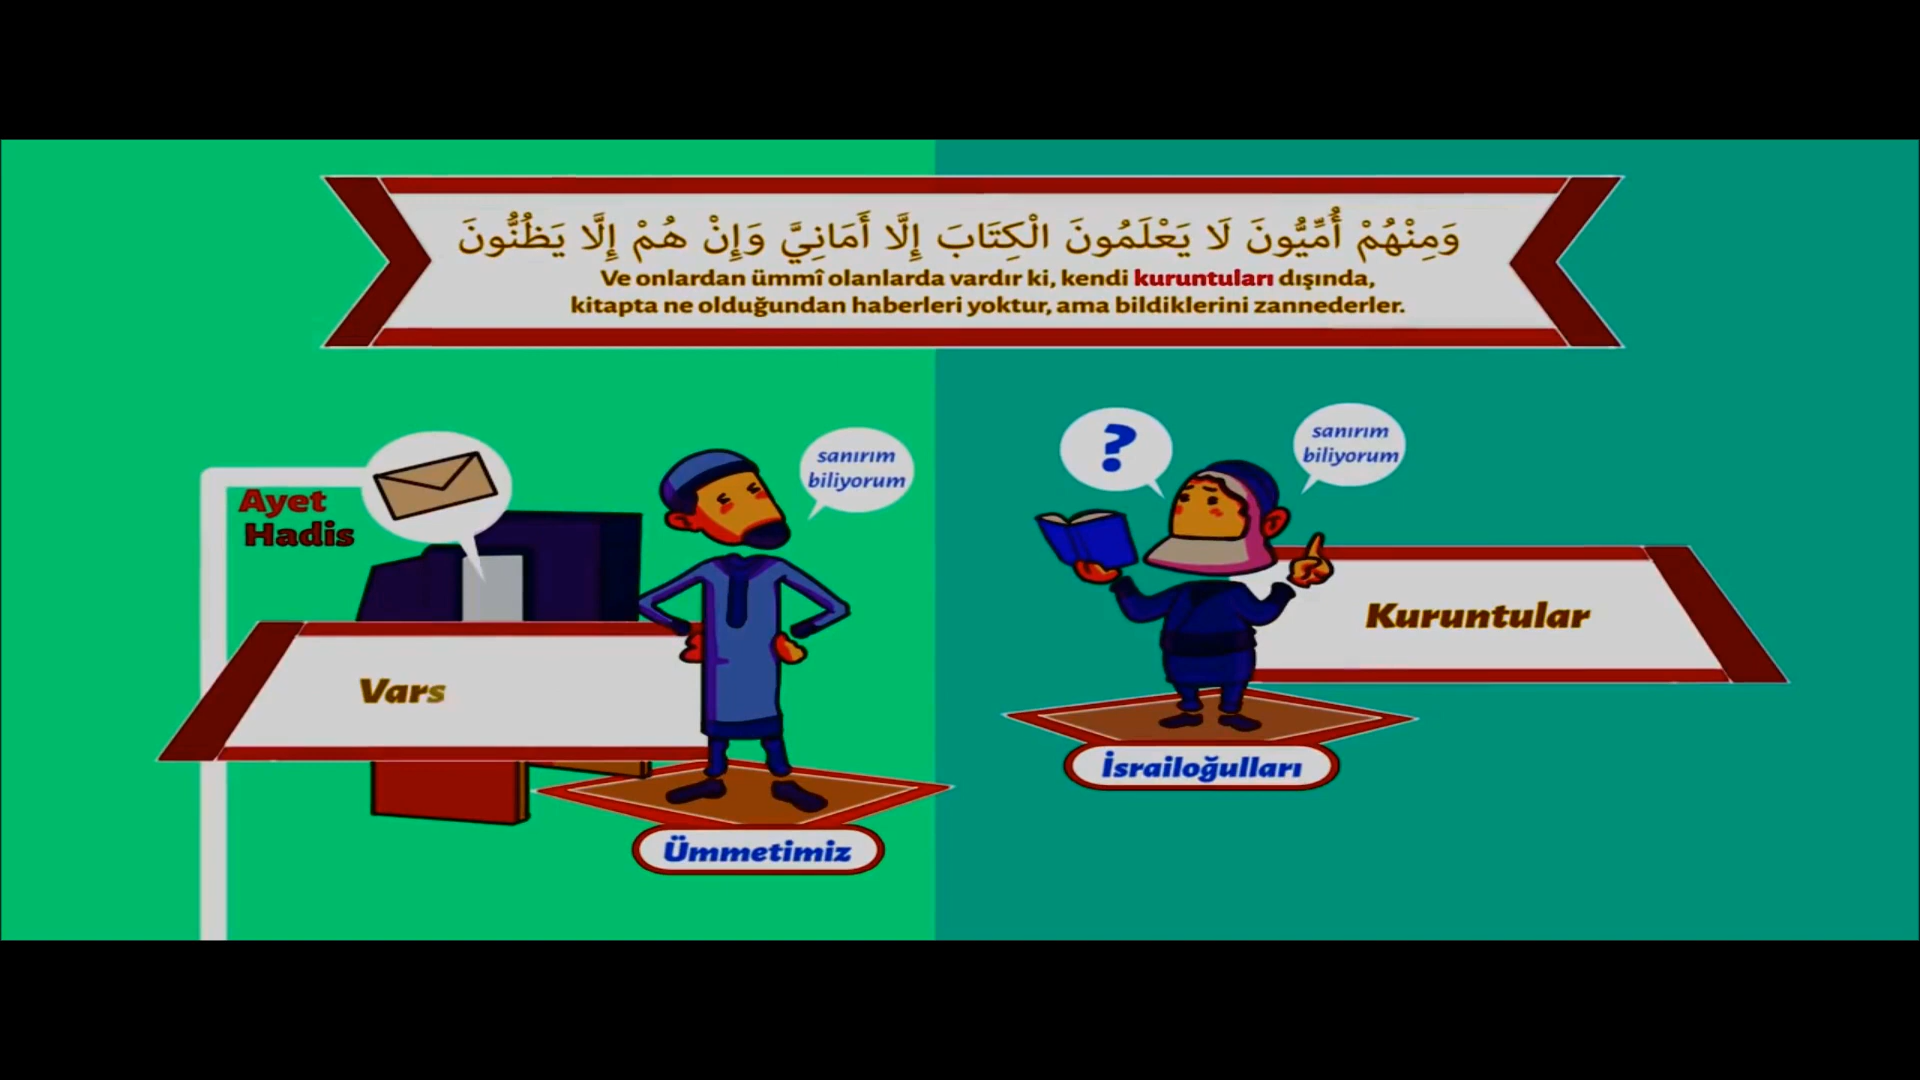 وَمِنْهُمْ أُمِّيُّونَ لَا يَعْلَمُونَ الْكِتَابَ إِلَّا أَمَانِيَّ وَإِنْ هُمْ إِلَّا يَظُنُّونَ
Ve onlardan ümmî olanlarda vardır ki, kendi kuruntuları dışında,
kitapta ne olduğundan haberleri yoktur, ama bildiklerini zannederler.
Ayet
Hadis
sanırım
biliyorum
?
sanırım
biliyorum
Vars
Kuruntular
Ümmetimiz
İsrailoğulları